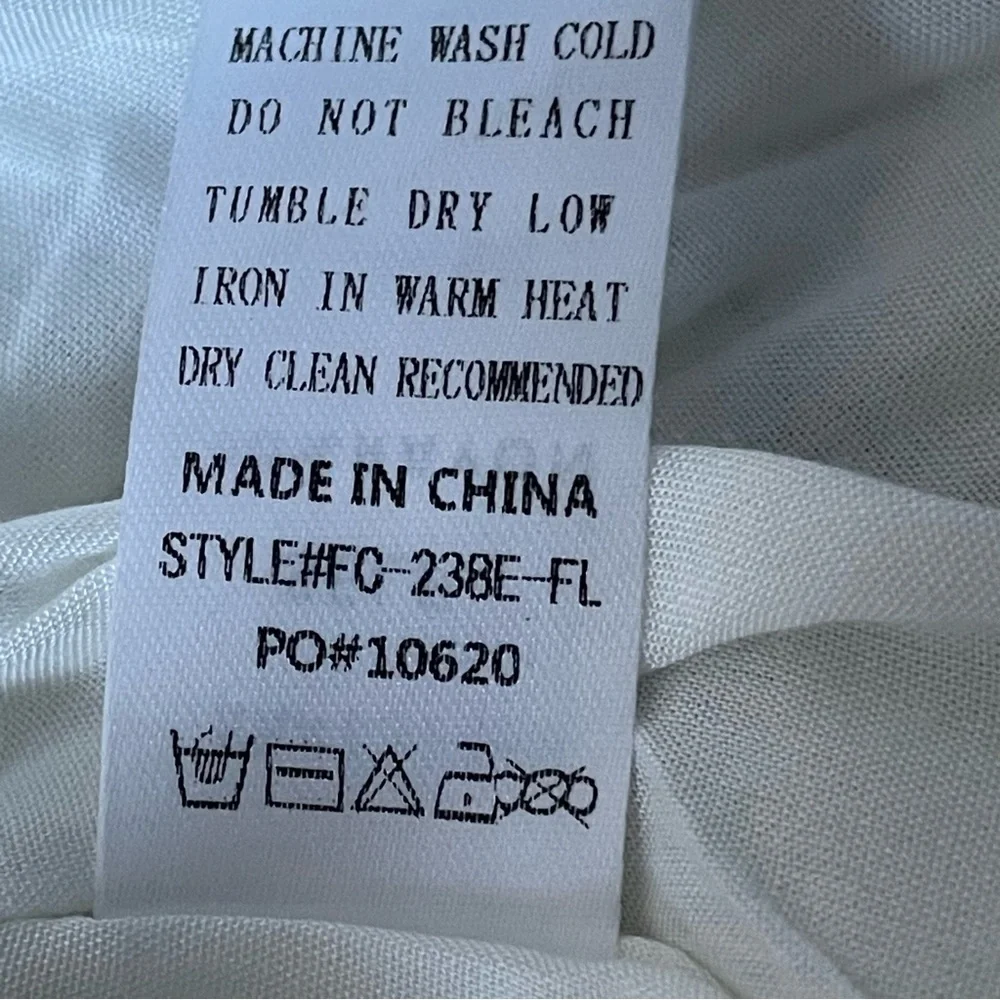 MACHINE WASH COLD
DO NOT BLEACH
TUMBLE DRY LOW
IRON IN WARM HEAT
DRY CLEAN RECOMMENDED
MADE IN CHINA
STYLE#FC-238E-FL
PO#10620